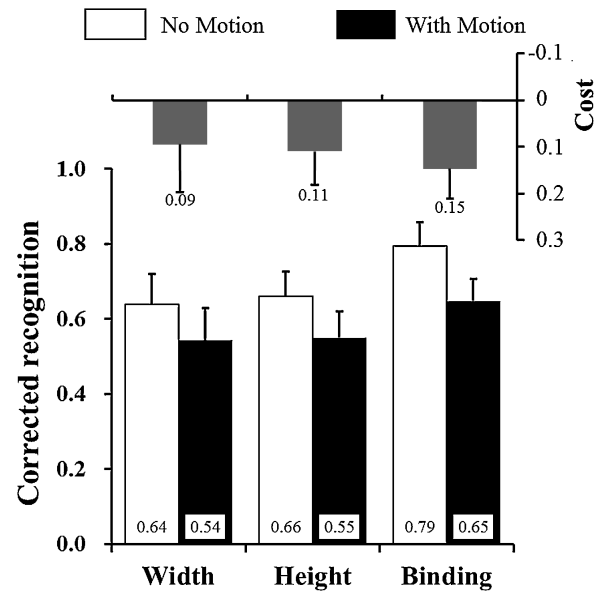 No Motion With Motion
-0.1
0
0.1
0.2
0.3
Cost
0.09 0.11 0.15
Corrected recognition
1.0
0.8
0.6
0.4
0.2
0.0
0.64 0.54 0.66 0.55 0.79 0.65
Width Height Binding